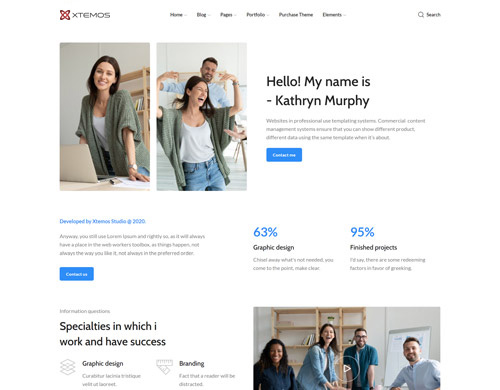 XTEMOS
Home Blog Pages Portfolio Purchase Theme Elements Search
Hello! My name is
- Kathryn Murphy
Websites in professional use templating systems. Commercial content
management systems ensure that you can show different product,
different data using the same template when it's about.
Contact me
Developed by Xtemos Studio @ 2020.
Anyway, you still use Lorem Ipsum and rightly so, as it will always
have a place in the web workers toolbox, as things happen, not
always the way you like it, not always in the preferred order.
Contact us
63%
Graphic design
Chisel away what's not needed, you
come to the point, make clear.
95%
Finished projects
I'd say, there are some redeeming
factors in favor of greeking.
Information questions
Specialties in which i
work and have success
Graphic design
Curabitur lacinia tristique
velit ut laoreet.
Branding
Fact that a reader will be
distracted.